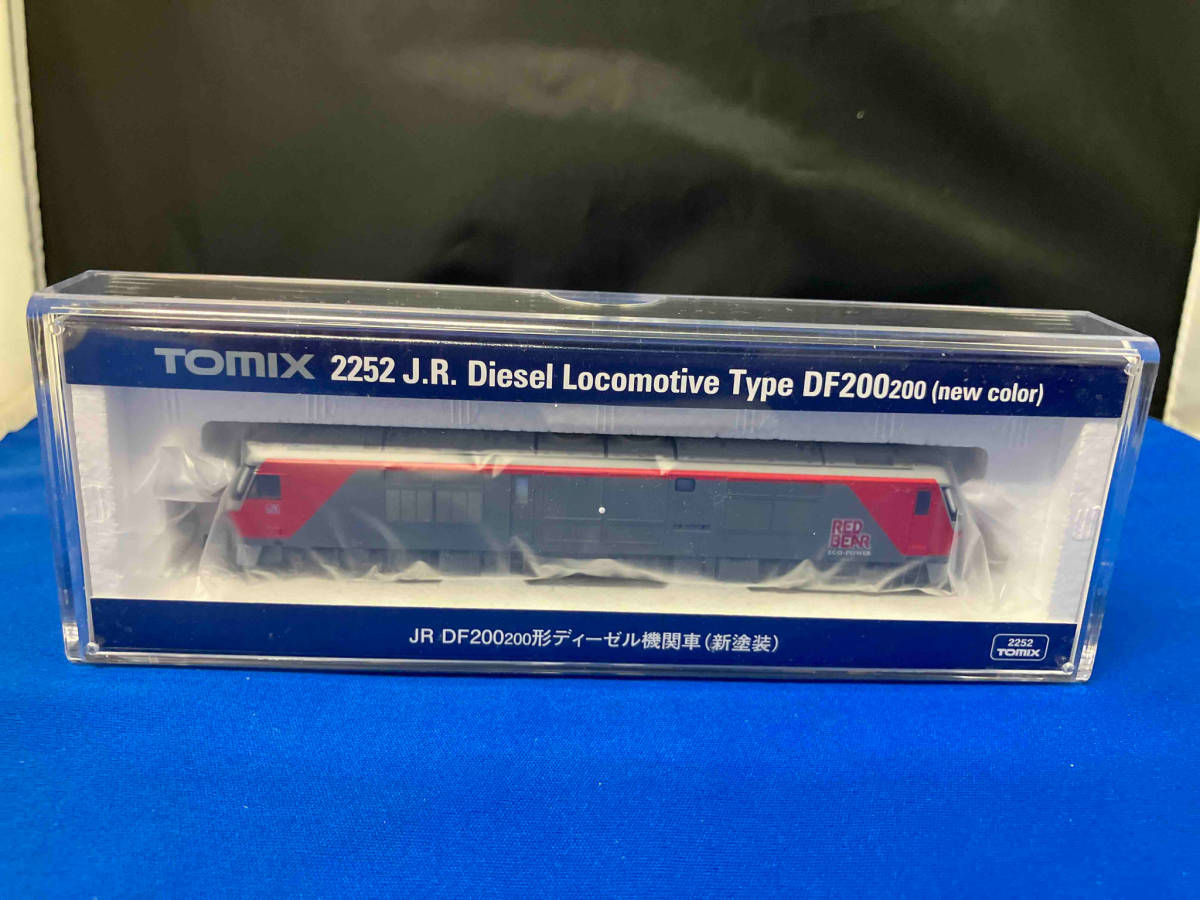 TOMIX 2252 J.R. Diesel Locomotive Type DF200200 (new color)
RED
BEAR
ECO-POWER
JR DF200200形ディーゼル機関車(新塗装)
2252
TOMIX